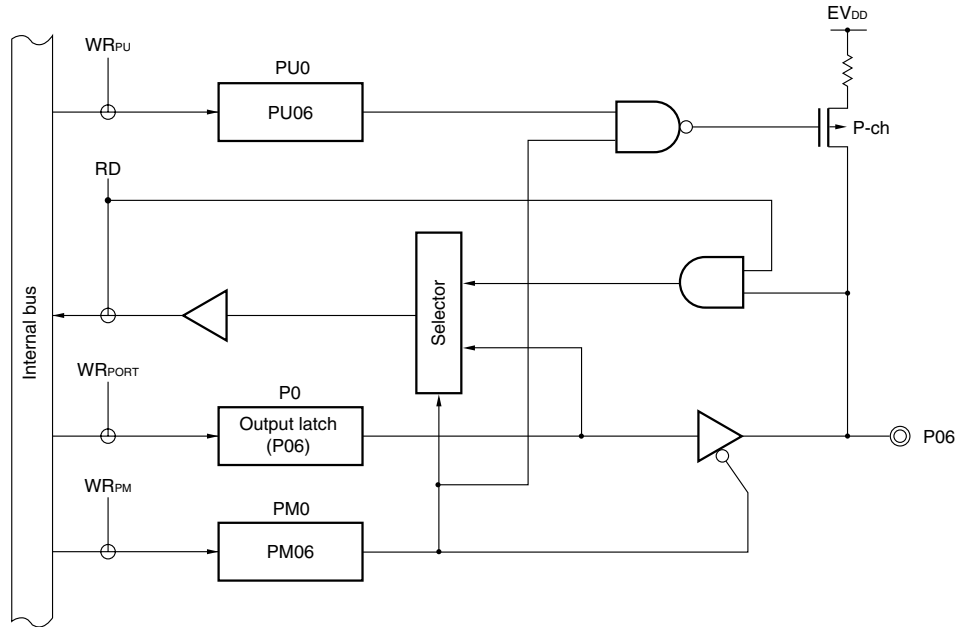 EVDD
WRPU
PU0
PU06
P-ch
RD
Selector
Internal bus
WRPORT
P0
Output latch
(P06)
P06
WRPM
PM0
PM06